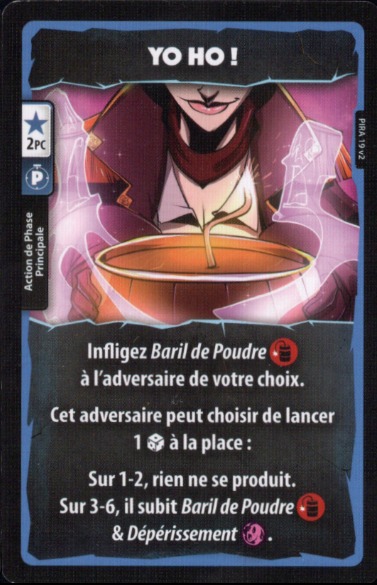 YO HO !
2PC
P
PIRA 19 v2
Action de Phase
Principale
Infligez Baril de Poudre
à l'adversaire de votre choix.
Cet adversaire peut choisir de lancer
1 à la place :
Sur 1-2, rien ne se produit.
Sur 3-6, il subit Baril de Poudre
& Dépérissement .